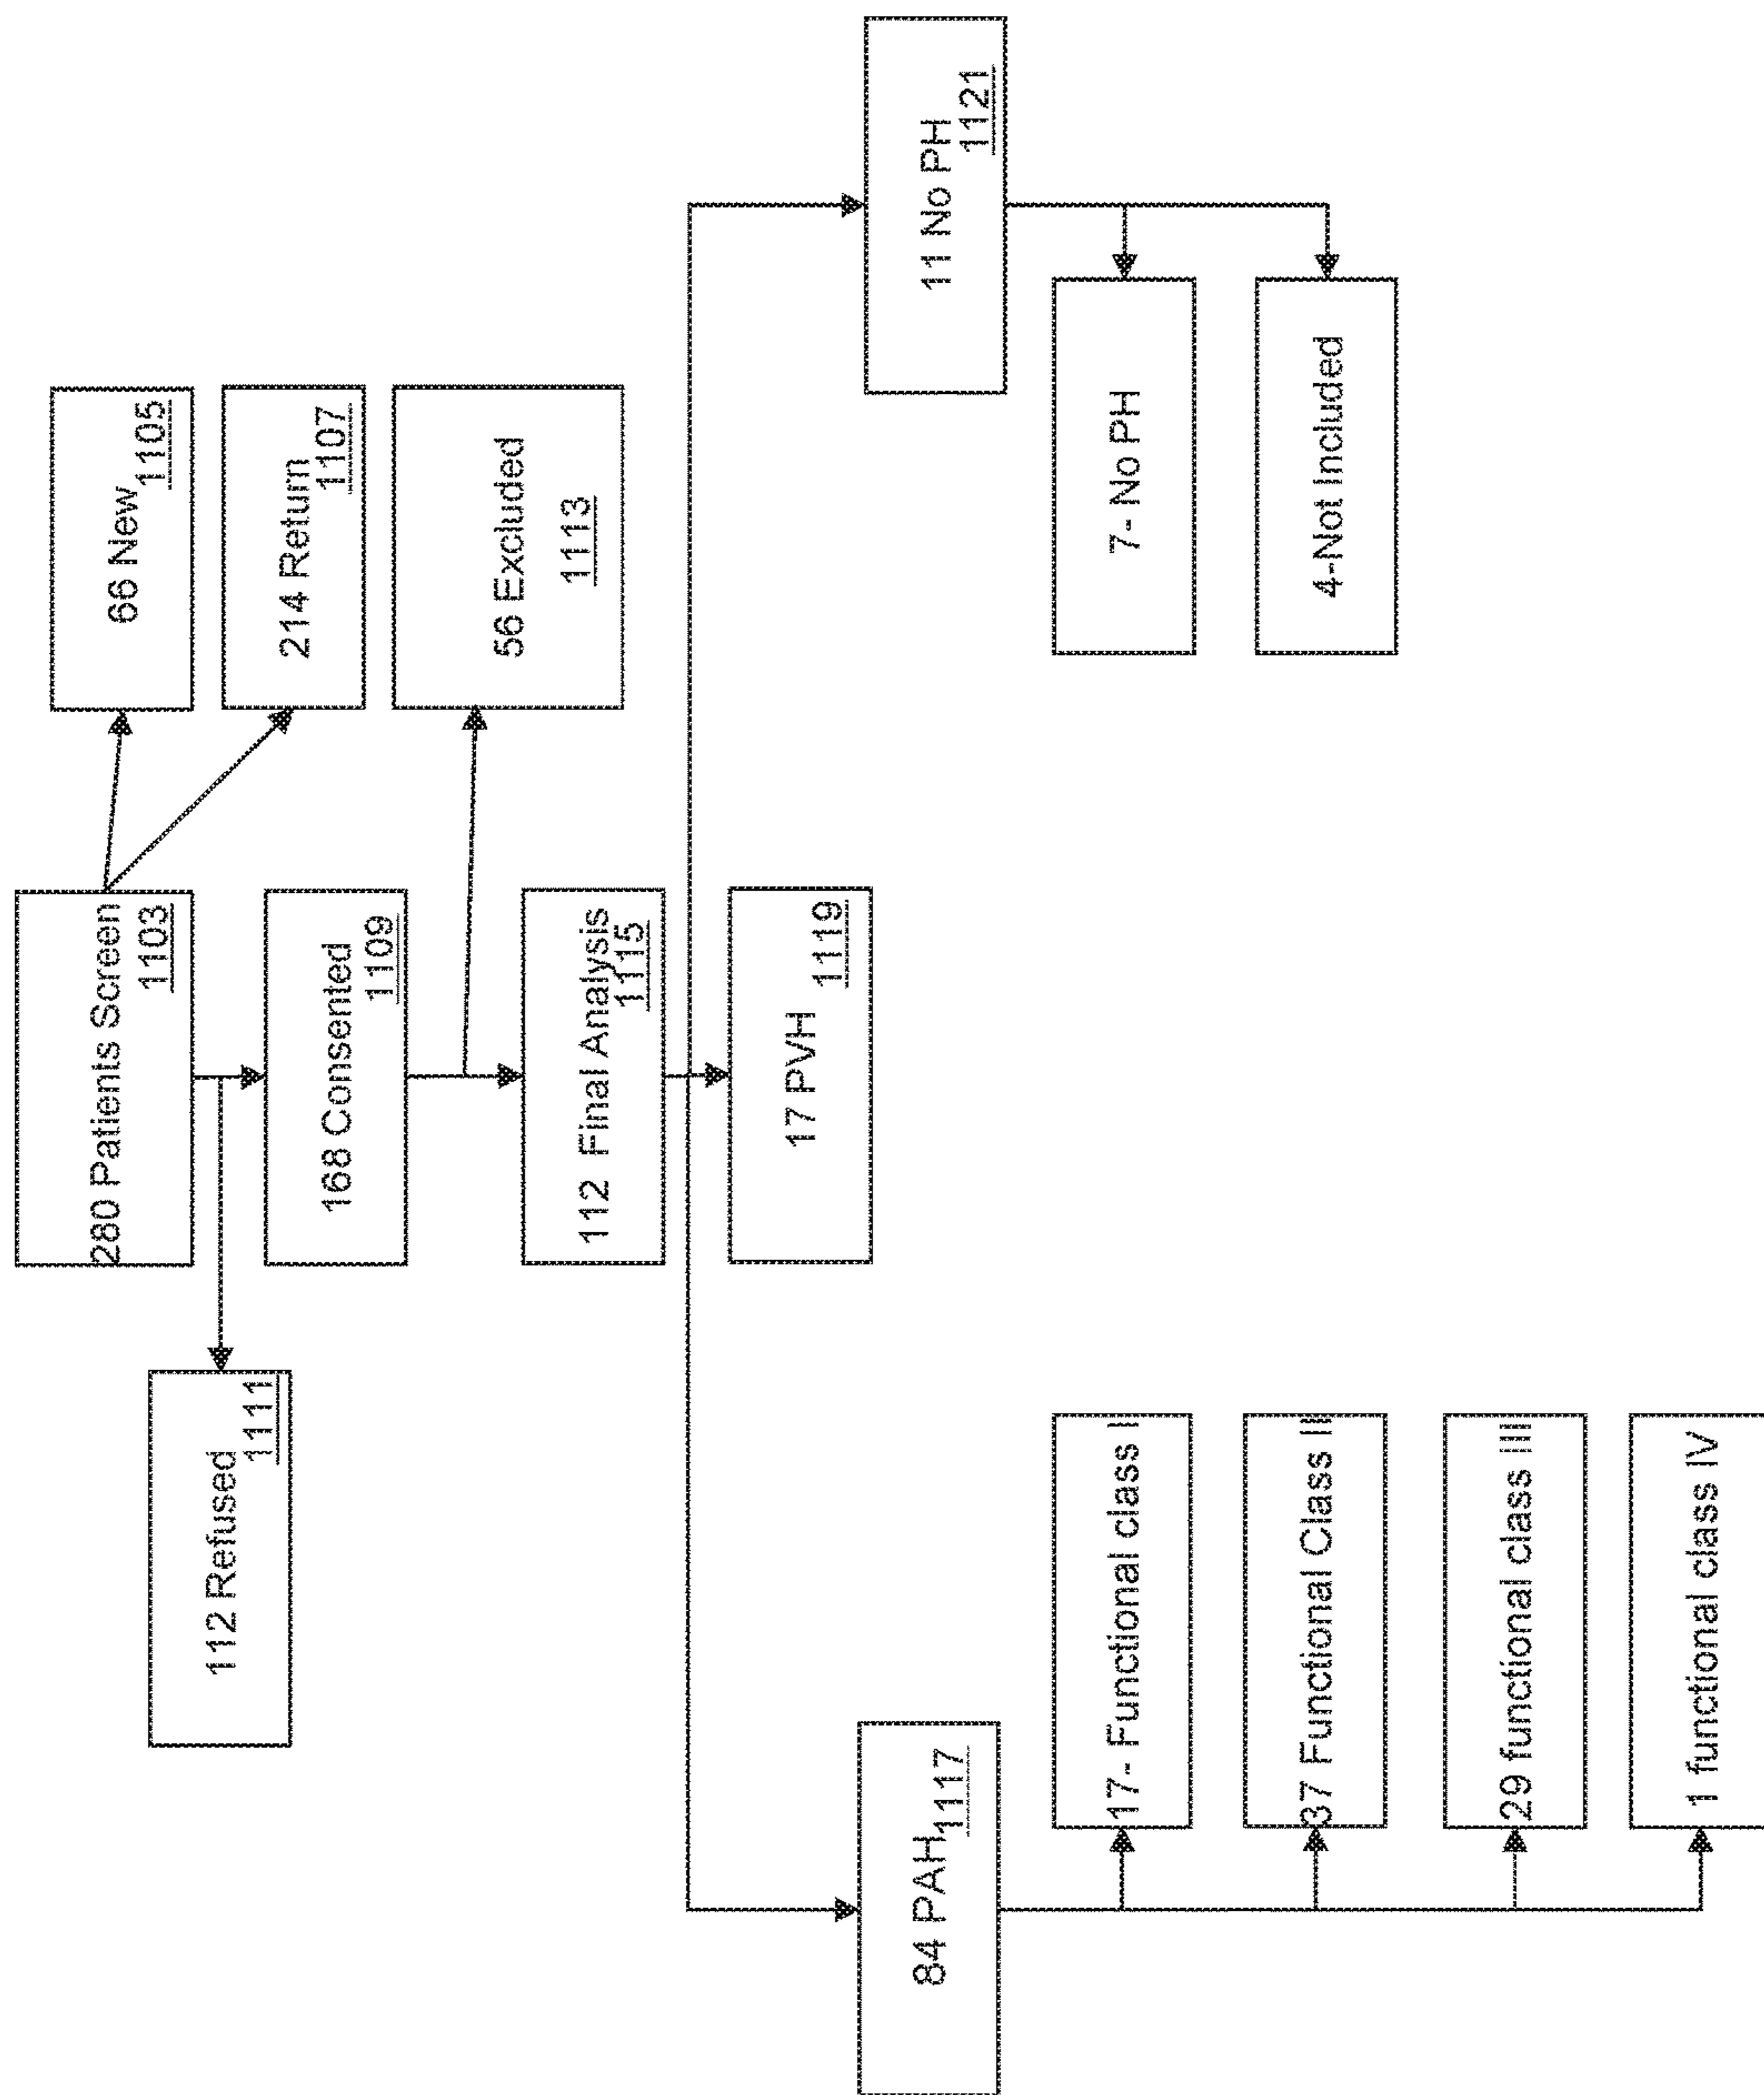 280 Patients Screen
1103
66 New
1105
214 Return
1107
112 Refused
1111
168 Consented
1109
56 Excluded
1113
112 Final Analysis
1115
84 PAH
1117
17 PVH
1119
11 No PH
1121
17- Functional class I
37 Functional Class II
29 functional class III
1 functional class IV
7- No PH
4-Not Included